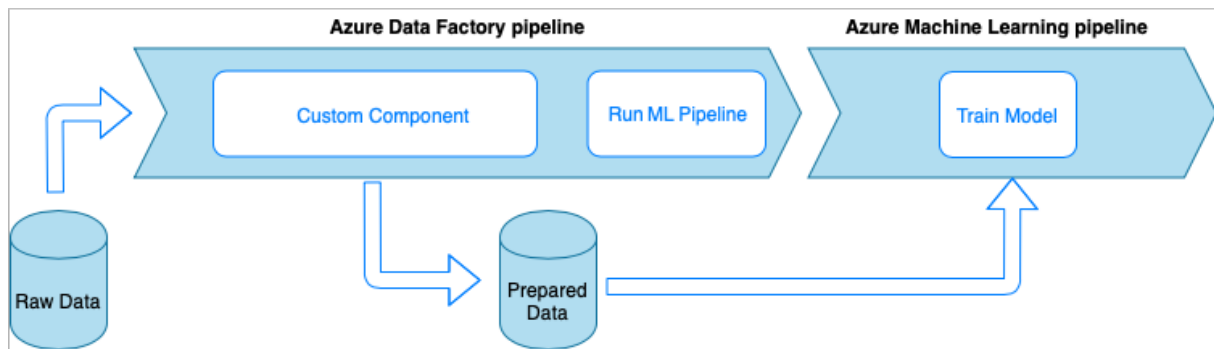 Azure Data Factory pipeline
Azure Machine Learning pipeline
Custom Component
Run ML Pipeline
Train Model
Raw Data
Prepared
Data